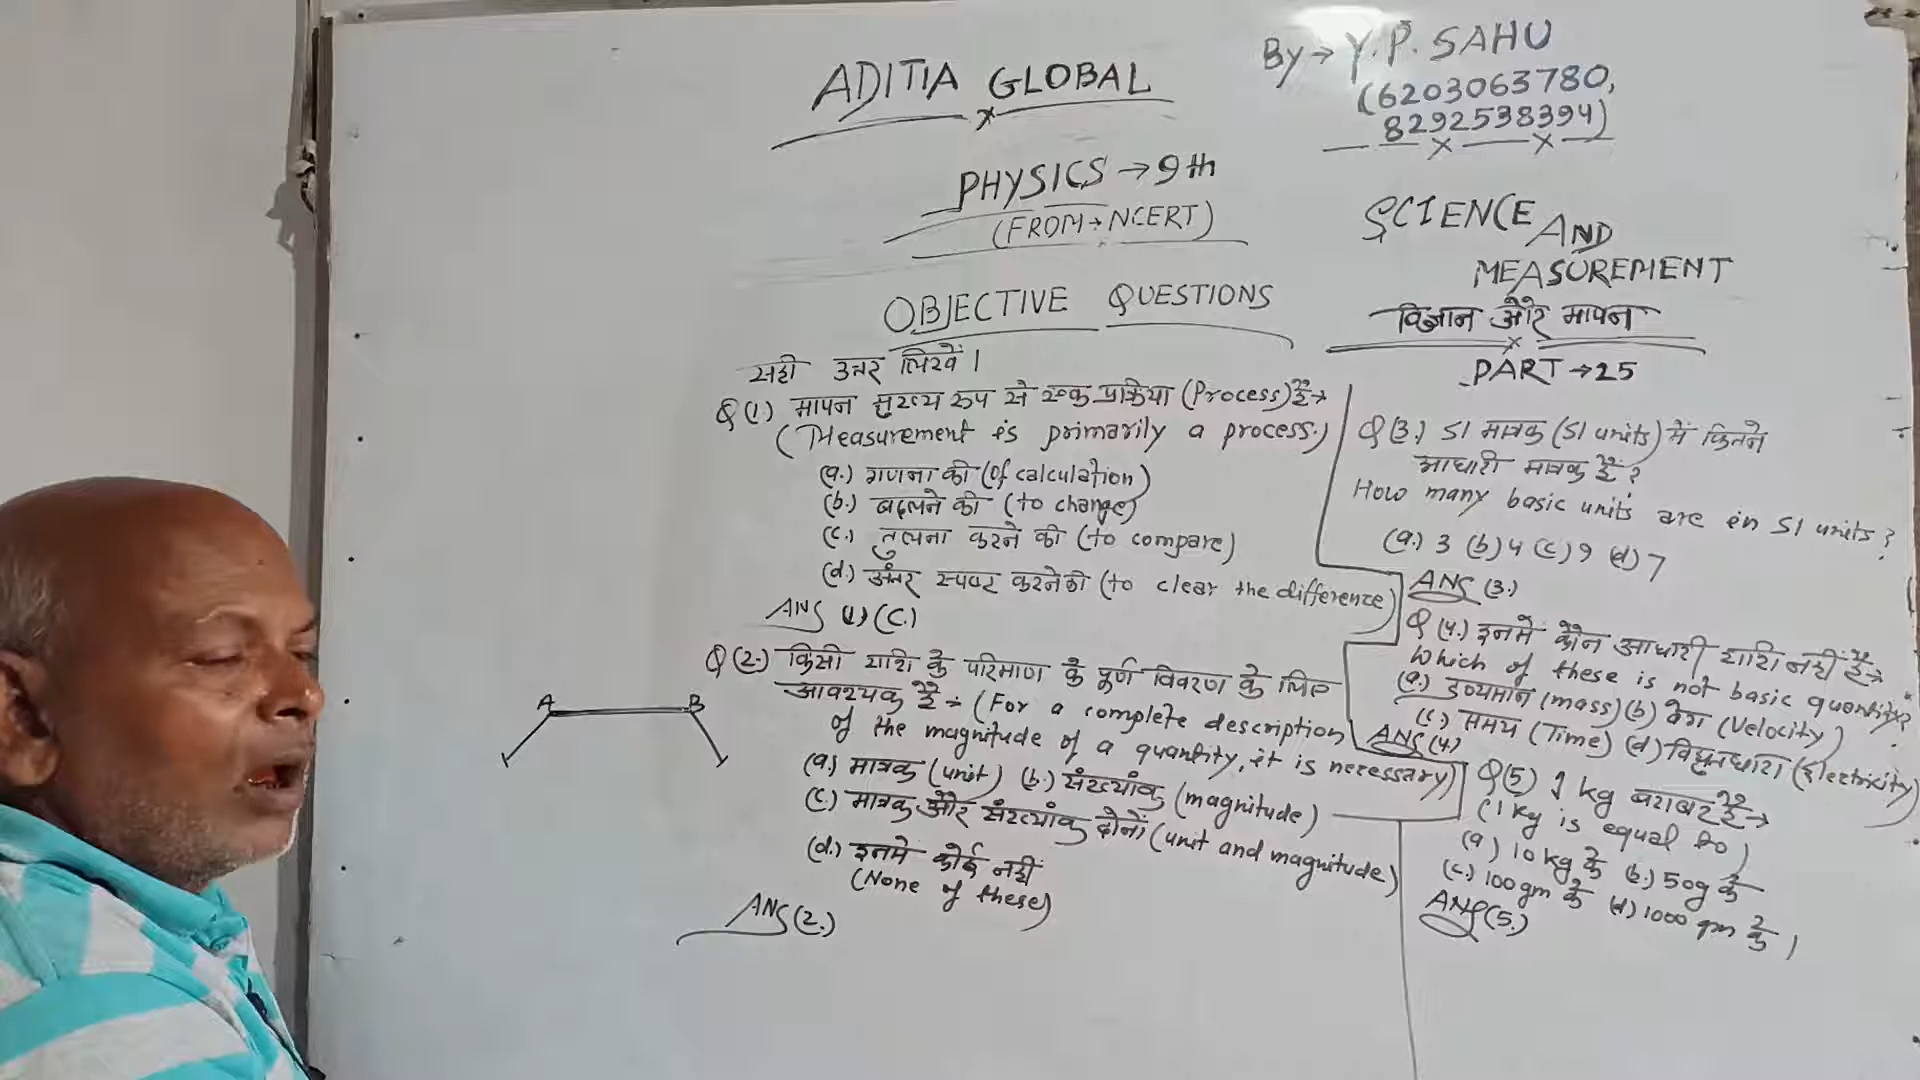 ADITIA GLOBAL
By → Y. P. SAHU
(6203063780,
8292538394)
PHYSICS → 9th
(FROM → NCERT)
SCIENCE AND
MEASUREMENT
विज्ञान और मापन
PART → 25
OBJECTIVE QUESTIONS
सही उत्तर लिखें।
Q (1.) मापन मुख्य रूप से एक प्रक्रिया (Process) है →
(Measurement is primarily a process.)
(a.) गणना की (Of calculation)
(b.) बदलने की (to change)
(c.) तुलना करने की (to compare)
(d.) अंतर स्पष्ट करने की (to clear the difference)
ANS (1) (C.)
Q (2.) किसी राशि के परिमाण के पूर्ण विवरण के लिए
आवश्यक है ÷ (For a complete description
of the magnitude of a quantity, it is necessary)
(a.) मात्रक (unit) (b.) संख्यांक (magnitude)
(c.) मात्रक और संख्यांक दोनों (unit and magnitude)
(d.) इनमे कोई नहीं
(None of these)
ANS (2.)
A B
Q (3.) SI मात्रक (SI units) में कितने
आधारी मात्रक हैं?
How many basic units are in SI units?
(a.) 3 (b) 4 (c) 9 (d) 7
ANS (3.)
Q (4.) इनमे कौन आधारी राशि नहीं है →
Which of these is not basic quantity?
(a.) द्रव्यमान (mass) (b) वेग (Velocity)
(c.) समय (Time) (d) विद्युतधारा (Electricity)
ANS (4)
Q (5) 1 kg बराबर है →
(1 kg is equal to)
(a) 10 kg के (b.) 50g के
(c.) 100 gm के (d) 1000 gm के।
ANS (5.)